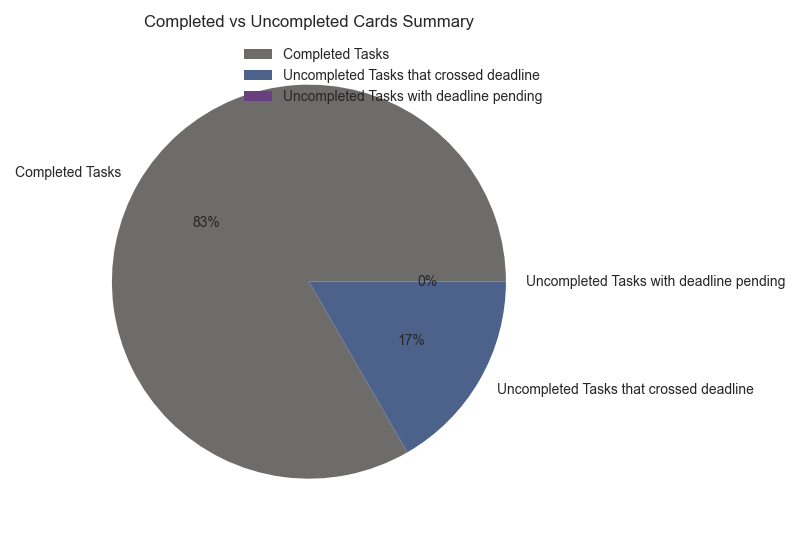 Completed vs Uncompleted Cards Summary
Completed Tasks
Uncompleted Tasks that crossed deadline
Uncompleted Tasks with deadline pending
Completed Tasks
83%
0%
Uncompleted Tasks with deadline pending
17%
Uncompleted Tasks that crossed deadline